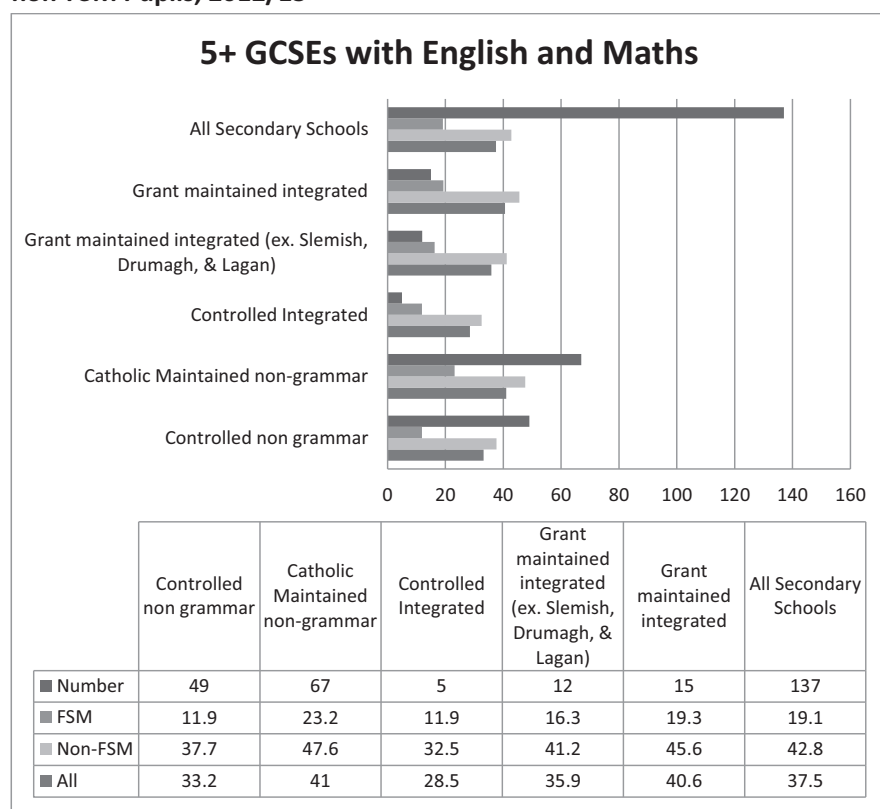 5+ GCSEs with English and Maths
All Secondary Schools
Grant maintained integrated
Grant maintained integrated (ex. Slemish,
Drumagh, & Lagan)
Controlled Integrated
Catholic Maintained non-grammar
Controlled non grammar
0 20 40 60 80 100 120 140 160
Controlled
non grammar
Catholic
Maintained
non-grammar
Controlled
Integrated
Grant
maintained
integrated
(ex. Slemish,
Drumagh, &
Lagan)
Grant
maintained
integrated
All Secondary
Schools
Number 49 67 5 12 15 137
FSM 11.9 23.2 11.9 16.3 19.3 19.1
Non-FSM 37.7 47.6 32.5 41.2 45.6 42.8
All 33.2 41 28.5 35.9 40.6 37.5